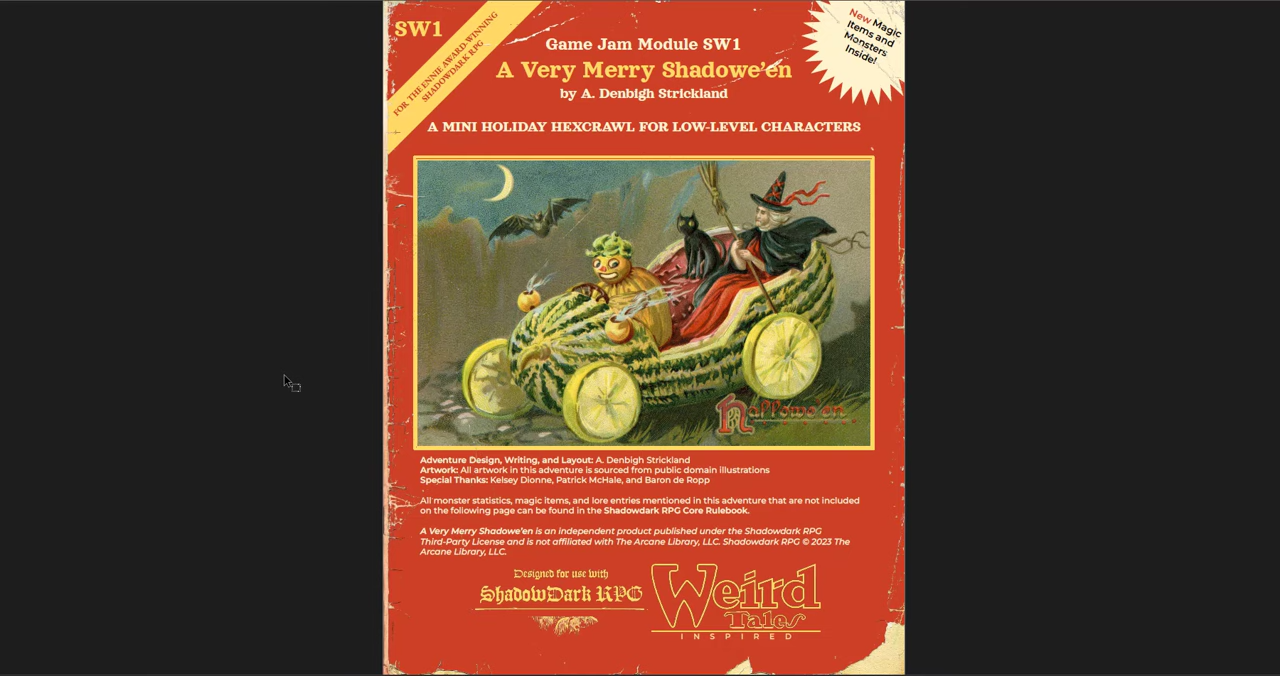 SW1
FOR THE ENNIE AWARD-WINNING
SHADOWDARK RPG
Game Jam Module SW1
A Very Merry Shadowe'en
by A. Denbigh Strickland
New Magic
Items and
Monsters
Inside!
A MINI HOLIDAY HEXCRAWL FOR LOW-LEVEL CHARACTERS
Hallowe'en
Adventure Design, Writing, and Layout: A. Denbigh Strickland
Artwork: All artwork in this adventure is sourced from public domain illustrations
Special Thanks: Kelsey Dionne, Patrick McHale, and Baron de Ropp
All monster statistics, magic items, and lore entries mentioned in this adventure that are not included
on the following page can be found in the Shadowdark RPG Core Rulebook.
A Very Merry Shadowe'en is an independent product published under the Shadowdark RPG
Third-Party License and is not affiliated with The Arcane Library, LLC. Shadowdark RPG © 2023 The
Arcane Library, LLC.
Designed for use with
ShadowDark RPG
Weird
Tales
INSPIRED